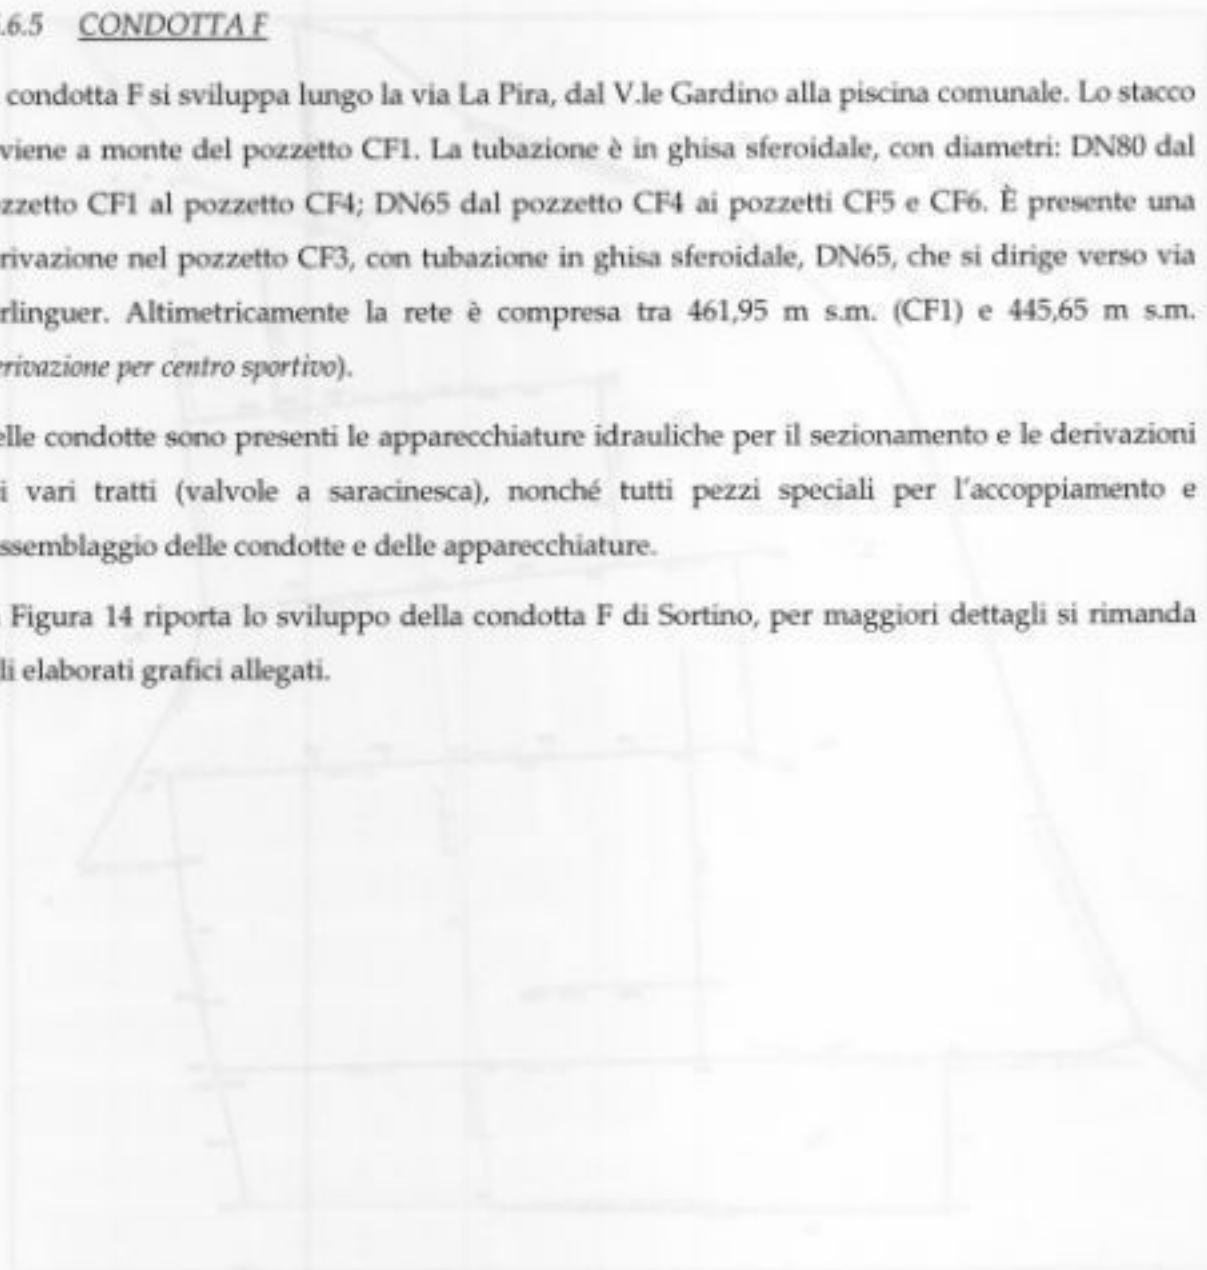 .6.5 CONDOTTA F
condotta F si sviluppa lungo la via La Pira, dal V.le Gardino alla piscina comunale. Lo stacco
viene a monte del pozzetto CF1. La tubazione è in ghisa sferoidale, con diametri: DN80 dal
zzetto CF1 al pozzetto CF4; DN65 dal pozzetto CF4 ai pozzetti CF5 e CF6. È presente una
rivazione nel pozzetto CF3, con tubazione in ghisa sferoidale, DN65, che si dirige verso via
rlinguer. Altimetricamente la rete è compresa tra 461,95 m s.m. (CF1) e 445,65 m s.m.
erivazione per centro sportivo).
elle condotte sono presenti le apparecchiature idrauliche per il sezionamento e le derivazioni
i vari tratti (valvole a saracinesca), nonché tutti pezzi speciali per l'accoppiamento e
ssemblaggio delle condotte e delle apparecchiature.
Figura 14 riporta lo sviluppo della condotta F di Sortino, per maggiori dettagli si rimanda
li elaborati grafici allegati.